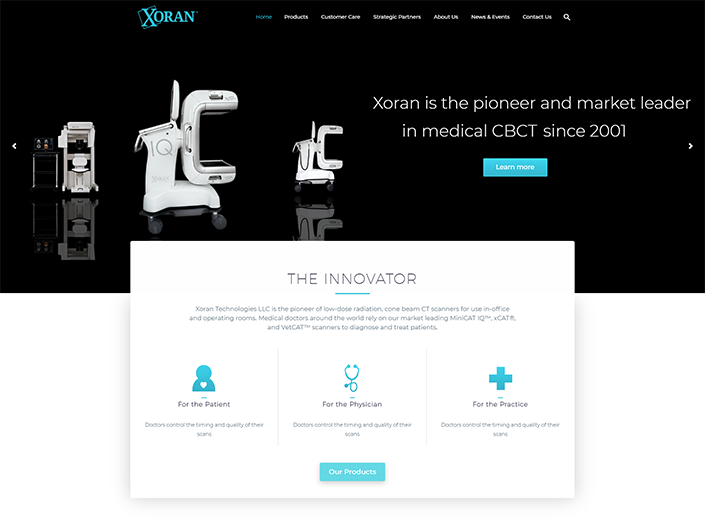 XORAN™
Home Products Customer Care Strategic Partners About Us News & Events Contact Us
Xoran is the pioneer and market leader
in medical CBCT since 2001
Learn more
IQ
THE INNOVATOR
Xoran Technologies LLC is the pioneer of low-dose radiation, cone beam CT scanners for use in-office
and operating rooms. Medical doctors around the world rely on our market leading MiniCAT IQ™, xCAT®,
and VetCAT™ scanners to diagnose and treat patients.
For the Patient
Doctors control the timing and quality of their
scans
For the Physician
Doctors control the timing and quality of their
scans
For the Practice
Doctors control the timing and quality of their
scans
Our Products